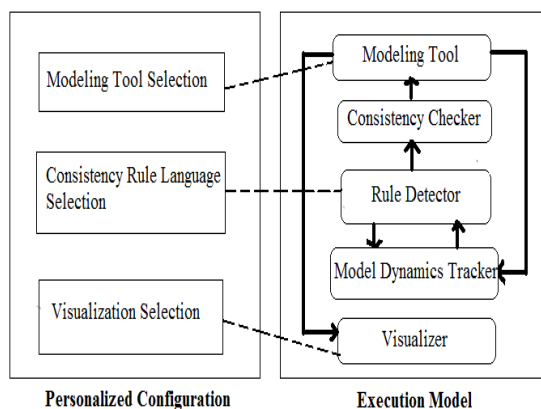 Modeling Tool Selection
Consistency Rule Language
Selection
Visualization Selection
Personalized Configuration
Modeling Tool
Consistency Checker
Rule Detector
Model Dynamics Tracker
Visualizer
Execution Model